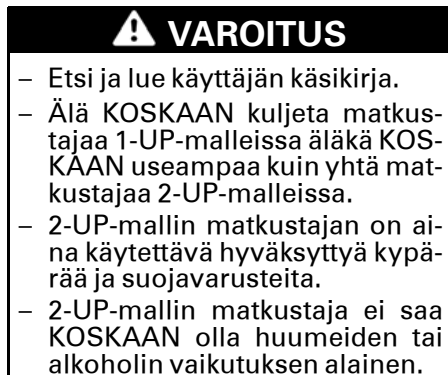 VAROITUS
– Etsi ja lue käyttäjän käsikirja.
– Älä KOSKAAN kuljeta matkus-
tajaa 1-UP-malleissa äläkä KOS-
KAAN useampaa kuin yhtä mat-
kustajaa 2-UP-malleissa.
– 2-UP-mallin matkustajan on ai-
na käytettävä hyväksyttyä kypä-
rää ja suojavarusteita.
– 2-UP-mallin matkustaja ei saa
KOSKAAN olla huumeiden tai
alkoholin vaikutuksen alainen.